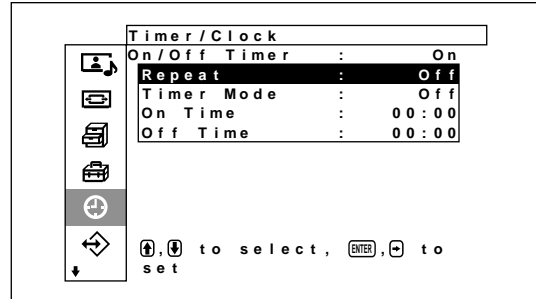 Timer/Clock
On/Off Timer : On
Repeat : Off
Timer Mode : Off
On Time : 00:00
Off Time : 00:00
↑,↓ to select, ENTER,→ to
set